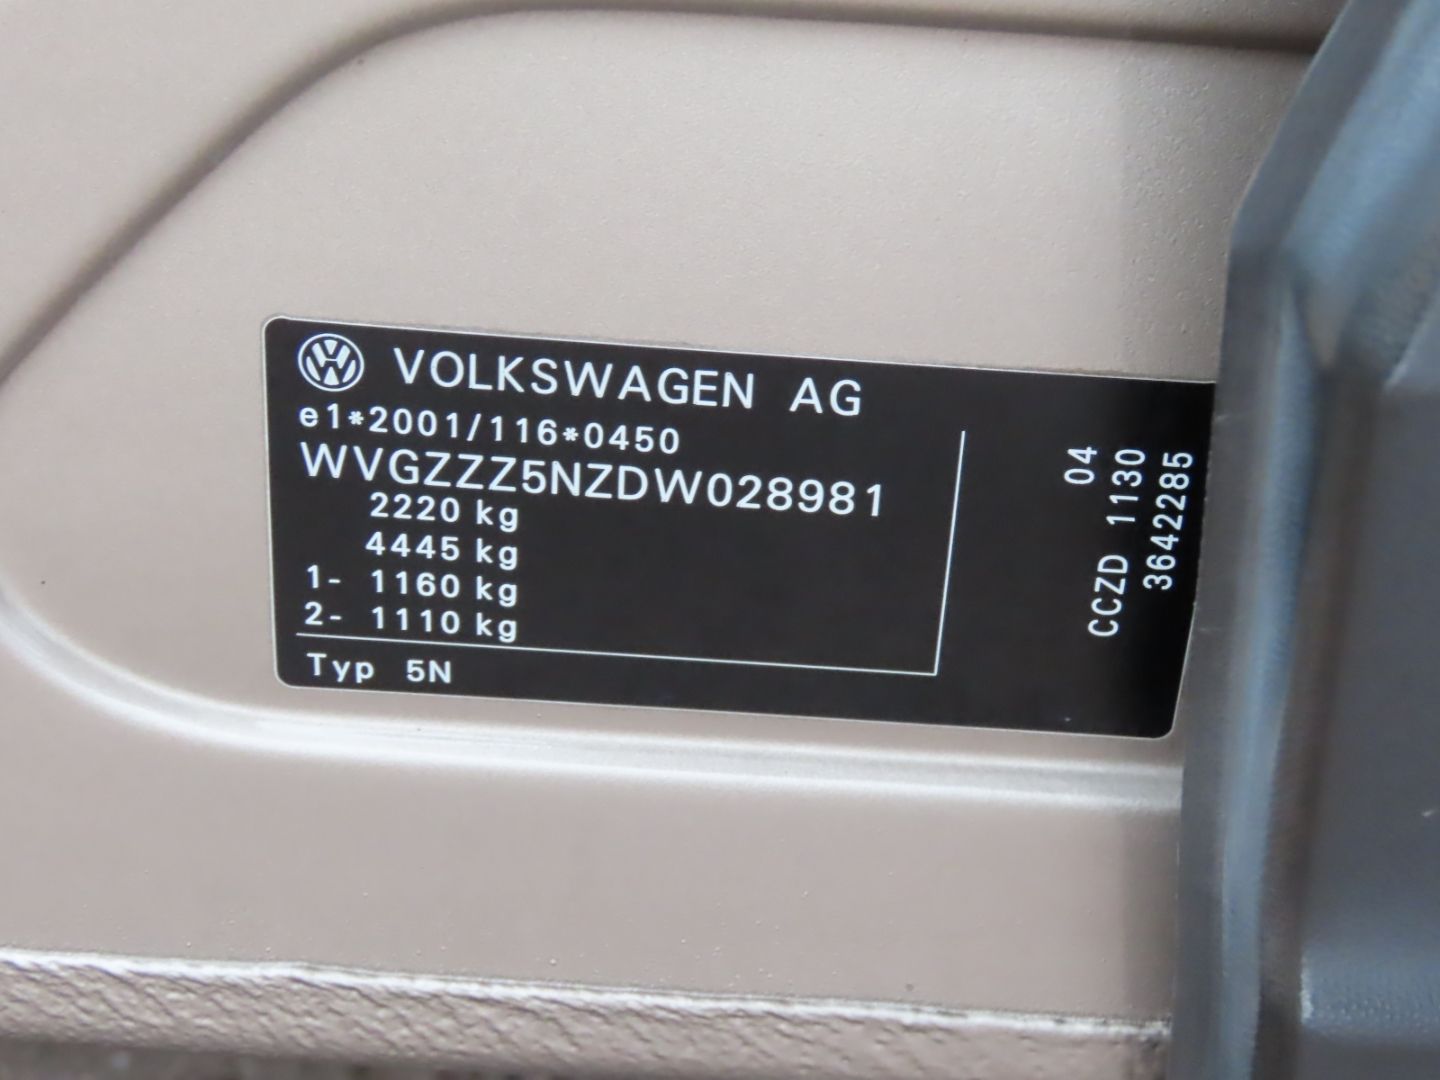 VOLKSWAGEN AG
e1*2001/116*0450
WVGZZZ5NZDW028981
2220 kg
4445 kg
1- 1160 kg
2- 1110 kg
Typ 5N
04
CCZD 1130
3642285